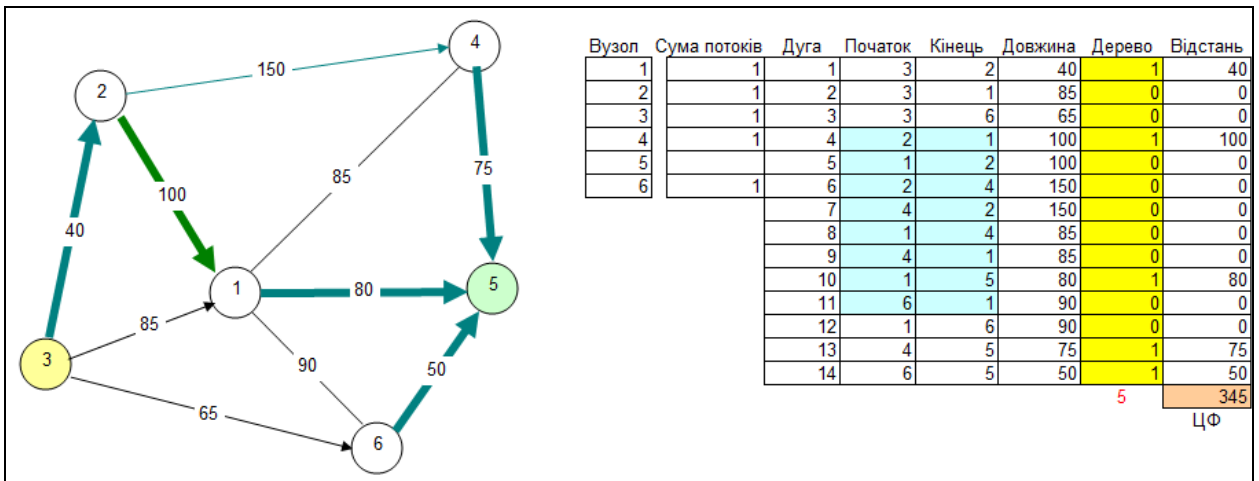 4
150
2
85
75
100
40
1
80
5
85
3
90
50
65
6
Вузол Сума потоків Дуга Початок Кінець Довжина Дерево Відстань
1 1 1 3 2 40 1 40
2 1 2 3 1 85 0 0
3 1 3 3 6 65 0 0
4 1 4 2 1 100 1 100
5 5 1 2 100 0 0
6 1 6 2 4 150 0 0
7 4 2 150 0 0
8 1 4 85 0 0
9 4 1 85 0 0
10 1 5 80 1 80
11 6 1 90 0 0
12 1 6 90 0 0
13 4 5 75 1 75
14 6 5 50 1 50
5 345
ЦФ